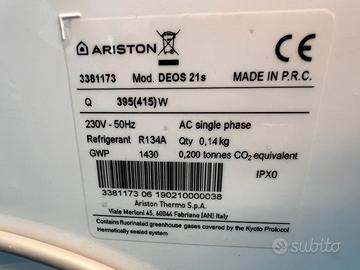 ARISTON CE
3381173 Mod. DEOS 21s MADE IN P.R.C.
Q 395(415)W
230V - 50Hz AC single phase
Refrigerant R134A Qty 0,14kg
GWP 1430 0,200 tonnes CO2 equivalent
IPX0
3381173 06 190210000038
Ariston Thermo S.p.A.
Viale Merloni 45, 60044 Fabriano (AN) Italy
Contains fluorinated greenhouse gases covered by the Kyoto Protocol
Hermetically sealed system
subito